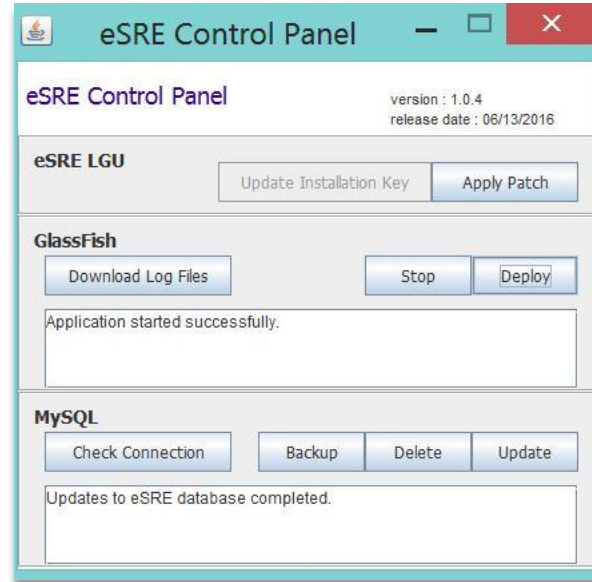 eSRE Control Panel
eSRE Control Panel
version : 1.0.4
release date : 06/13/2016
eSRE LGU
Update Installation Key Apply Patch
GlassFish
Download Log Files Stop Deploy
Application started successfully.
MySQL
Check Connection Backup Delete Update
Updates to eSRE database completed.